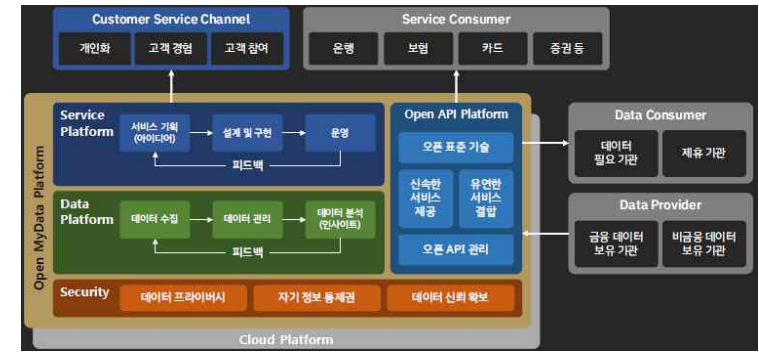 Customer Service Channel
개인화
고객 경험
고객 참여
Service Consumer
은행
보험
카드
증권 등
Open MyData Platform
Service
Platform
서비스 기획
(아이디어)
설계 및 구현
운영
피드백
Data
Platform
데이터 수집
데이터 관리
데이터 분석
(인사이트)
피드백
Open API Platform
오픈 표준 기술
신속한
서비스
제공
유연한
서비스
결합
오픈 API 관리
Security
데이터 프라이버시
자기 정보 통제권
데이터 신뢰 확보
Cloud Platform
Data Consumer
데이터
필요 기관
제유 기관
Data Provider
금융 데이터
보유 기관
비금융 데이터
보유 기관